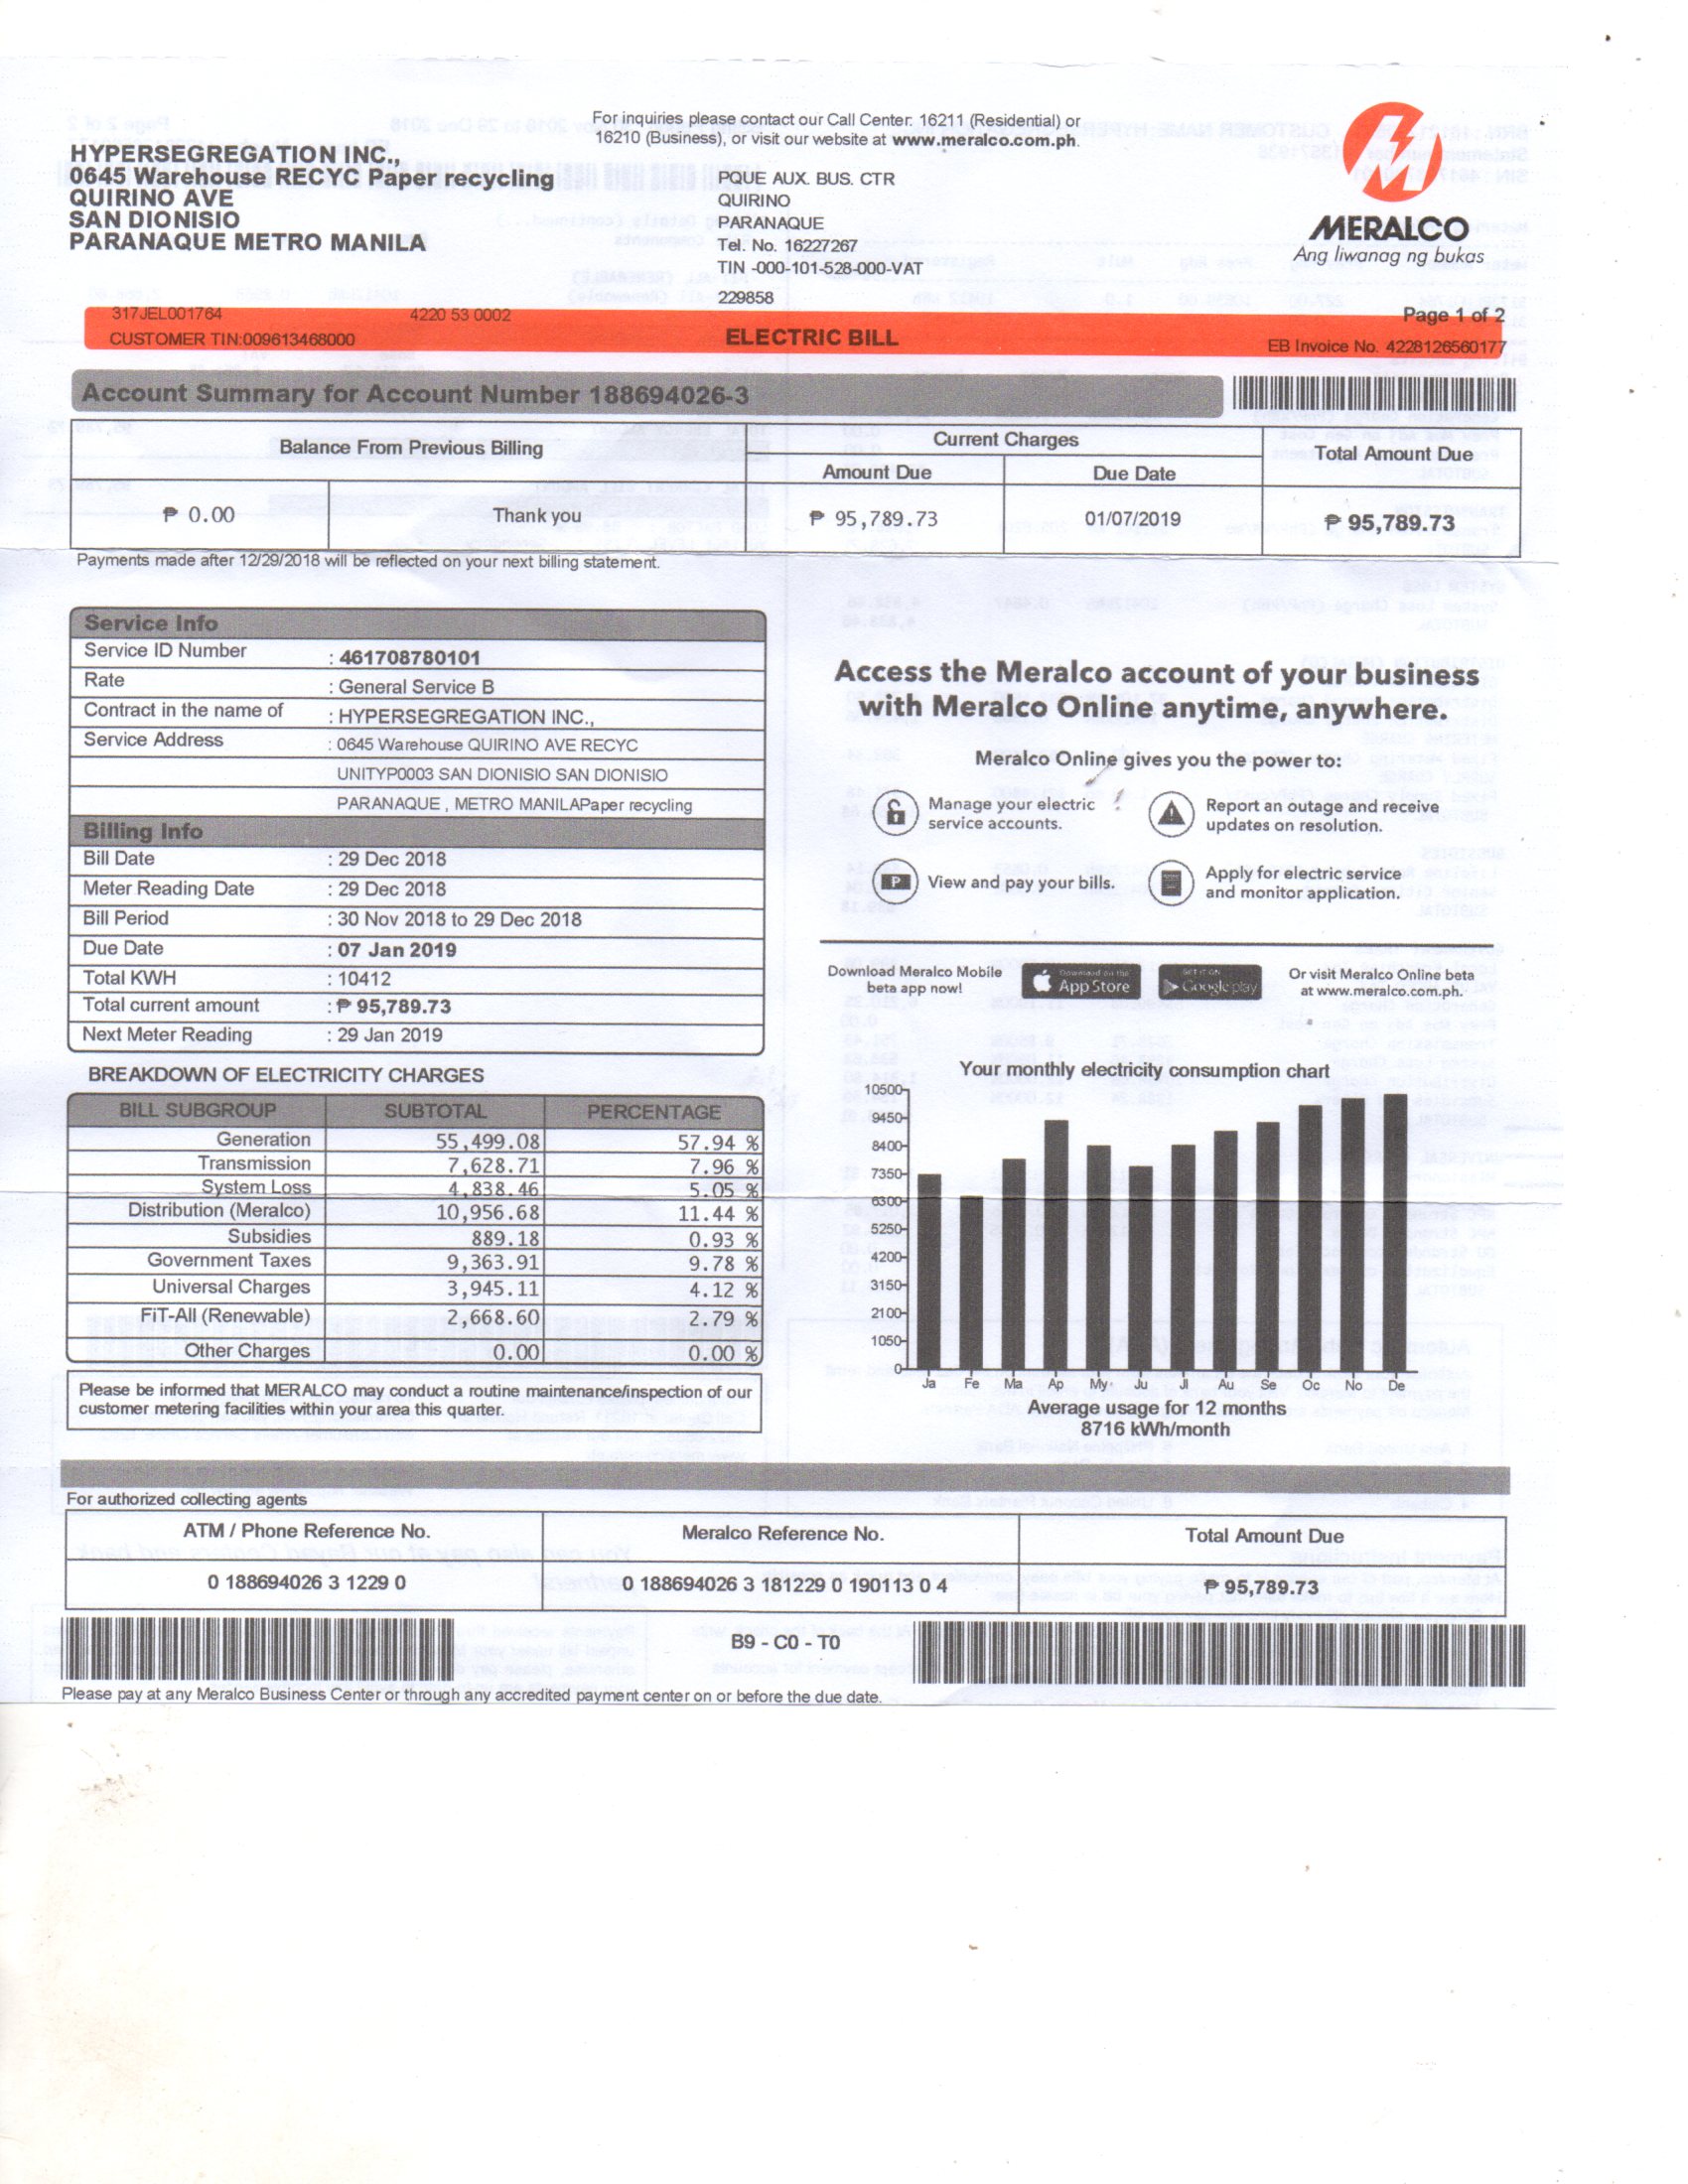 For inquiries please contact our Call Center: 16211 (Residential) or
16210 (Business), or visit our website at www.meralco.com.ph.
HYPERSEGREGATION INC.,
0645 Warehouse RECYC Paper recycling
QUIRINO AVE
SAN DIONISIO
PARANAQUE METRO MANILA
PQUE AUX. BUS. CTR
QUIRINO
PARANAQUE
Tel. No. 16227267
TIN -000-101-528-000-VAT
229858
MERALCO
Ang liwanag ng bukas
317JEL001764 4220 53 0002 Page 1 of 2
CUSTOMER TIN:009613468000 ELECTRIC BILL EB Invoice No. 4228126560177
Account Summary for Account Number 188694026-3
Balance From Previous Billing Current Charges Total Amount Due
Amount Due Due Date
₱ 0.00 Thank you ₱ 95,789.73 01/07/2019 ₱ 95,789.73
Payments made after 12/29/2018 will be reflected on your next billing statement.
Service Info
Service ID Number : 461708780101
Rate : General Service B
Contract in the name of : HYPERSEGREGATION INC.,
Service Address : 0645 Warehouse QUIRINO AVE RECYC
UNITYP0003 SAN DIONISIO SAN DIONISIO
PARANAQUE , METRO MANILAPaper recycling
Billing Info
Bill Date : 29 Dec 2018
Meter Reading Date : 29 Dec 2018
Bill Period : 30 Nov 2018 to 29 Dec 2018
Due Date : 07 Jan 2019
Total KWH : 10412
Total current amount : ₱ 95,789.73
Next Meter Reading : 29 Jan 2019
Access the Meralco account of your business
with Meralco Online anytime, anywhere.
Meralco Online gives you the power to:
Manage your electric
service accounts.
Report an outage and receive
updates on resolution.
P
View and pay your bills.
Apply for electric service
and monitor application.
Download Meralco Mobile
beta app now!
Download on the
App Store
GET IT ON
Google play
Or visit Meralco Online beta
at www.meralco.com.ph.
BREAKDOWN OF ELECTRICITY CHARGES
BILL SUBGROUP SUBTOTAL PERCENTAGE
Generation 55,499.08 57.94 %
Transmission 7,628.71 7.96 %
System Loss 4,838.46 5.05 %
Distribution (Meralco) 10,956.68 11.44 %
Subsidies 889.18 0.93 %
Government Taxes 9,363.91 9.78 %
Universal Charges 3,945.11 4.12 %
FiT-All (Renewable) 2,668.60 2.79 %
Other Charges 0.00 0.00 %
Please be informed that MERALCO may conduct a routine maintenance/inspection of our
customer metering facilities within your area this quarter.
Your monthly electricity consumption chart
10500
9450
8400
7350
6300
5250
4200
3150
2100
1050
0
Ja Fe Ma Ap My Ju Jl Au Se Oc No De
Average usage for 12 months
8716 kWh/month
For authorized collecting agents
ATM / Phone Reference No. Meralco Reference No. Total Amount Due
0 188694026 3 1229 0 0 188694026 3 181229 0 190113 0 4 ₱ 95,789.73
B9 - C0 - T0
Please pay at any Meralco Business Center or through any accredited payment center on or before the due date.